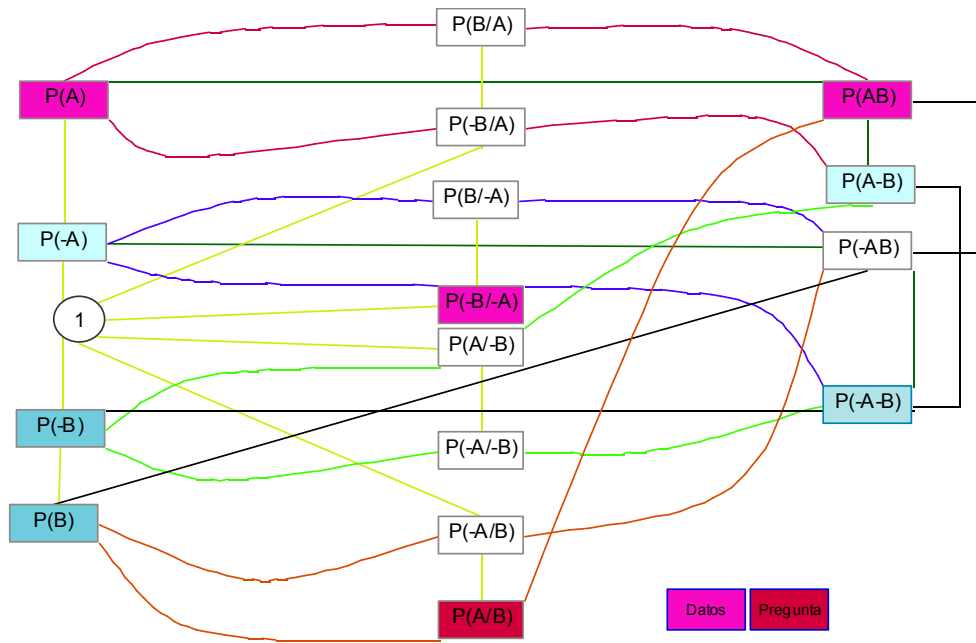 P(B/A)
P(A)
P(AB)
P(-B/A)
P(A-B)
P(B/-A)
P(-A)
P(-AB)
P(-B/-A)
1
P(A/-B)
P(-A-B)
P(-B)
P(-A/-B)
P(B)
P(-A/B)
P(A/B)
Datos
Pregunta